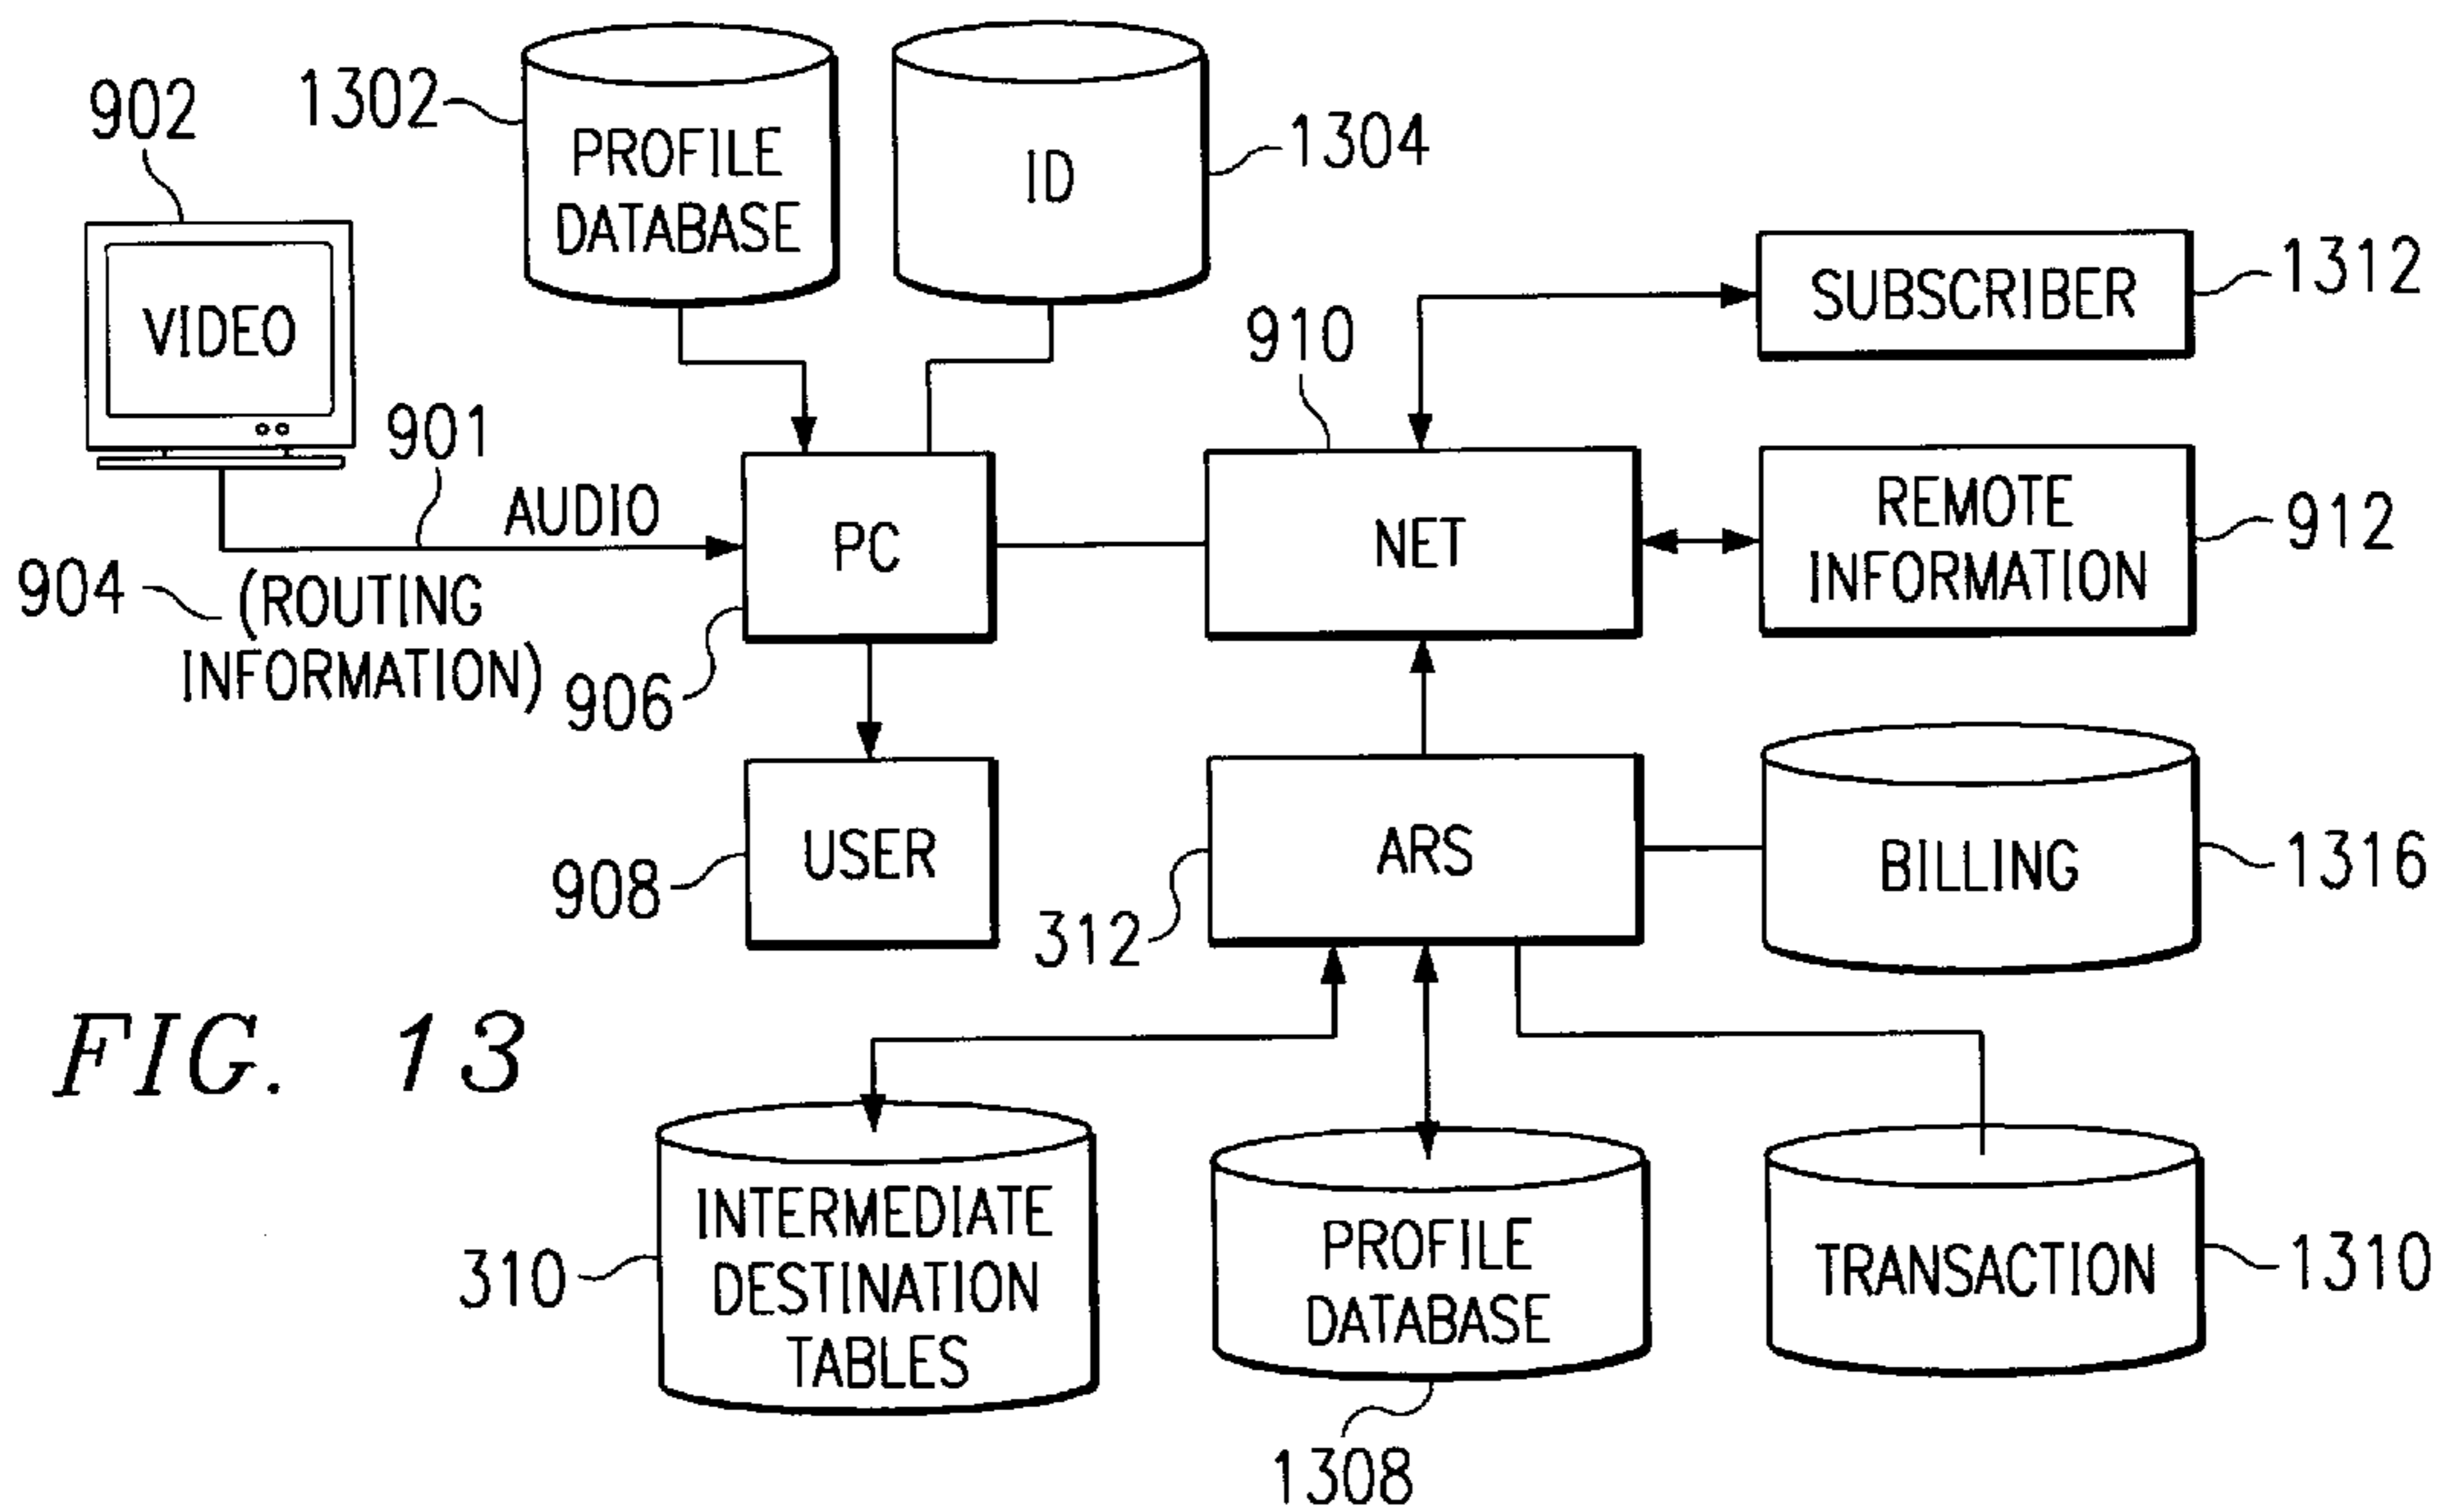 902
1302
PROFILE
DATABASE
ID
1304
VIDEO
910
SUBSCRIBER
1312
901
AUDIO
904
(ROUTING
INFORMATION)
PC
906
NET
REMOTE
INFORMATION
912
USER
908
ARS
312
BILLING
1316
FIG. 13
310
INTERMEDIATE
DESTINATION
TABLES
PROFILE
DATABASE
1308
TRANSACTION
1310